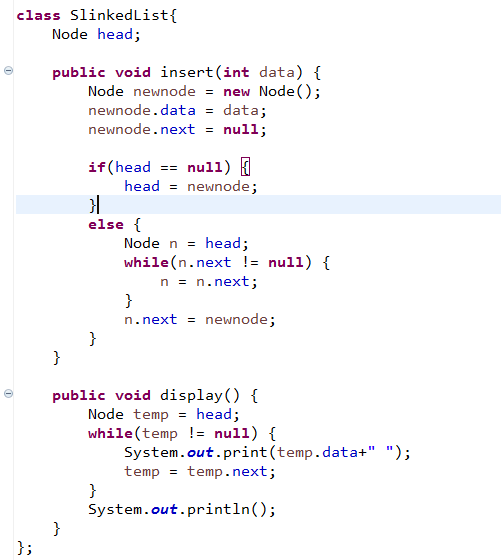 class SlinkedList{
    Node head;

    public void insert(int data) {
        Node newnode = new Node();
        newnode.data = data;
        newnode.next = null;

        if(head == null) {
            head = newnode;
        }
        else {
            Node n = head;
            while(n.next != null) {
                n = n.next;
            }
            n.next = newnode;
        }
    }

    public void display() {
        Node temp = head;
        while(temp != null) {
            System.out.print(temp.data+" ");
            temp = temp.next;
        }
        System.out.println();
    }
};